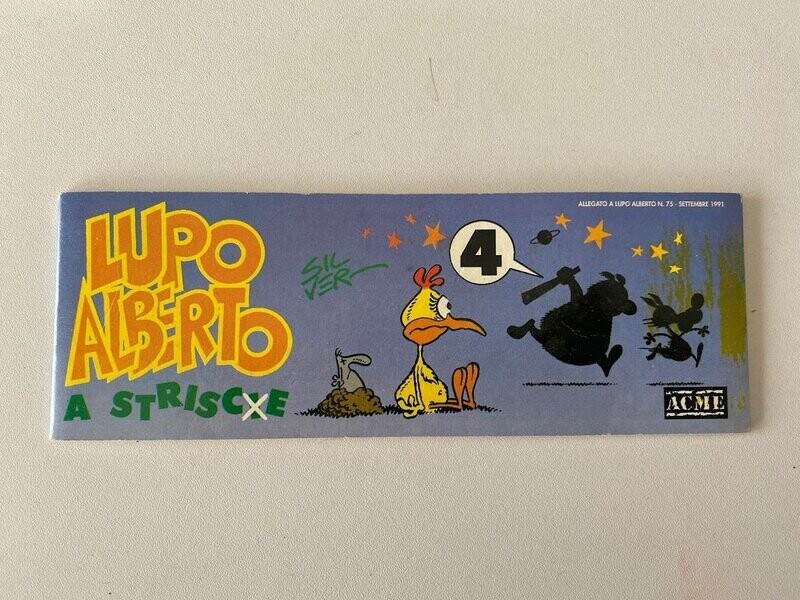 ALLEGATO A LUPO ALBERTO N. 75 - SETTEMBRE 1991
LUPO
ALBERTO
A STRISCXE
SILVER
4
ACME